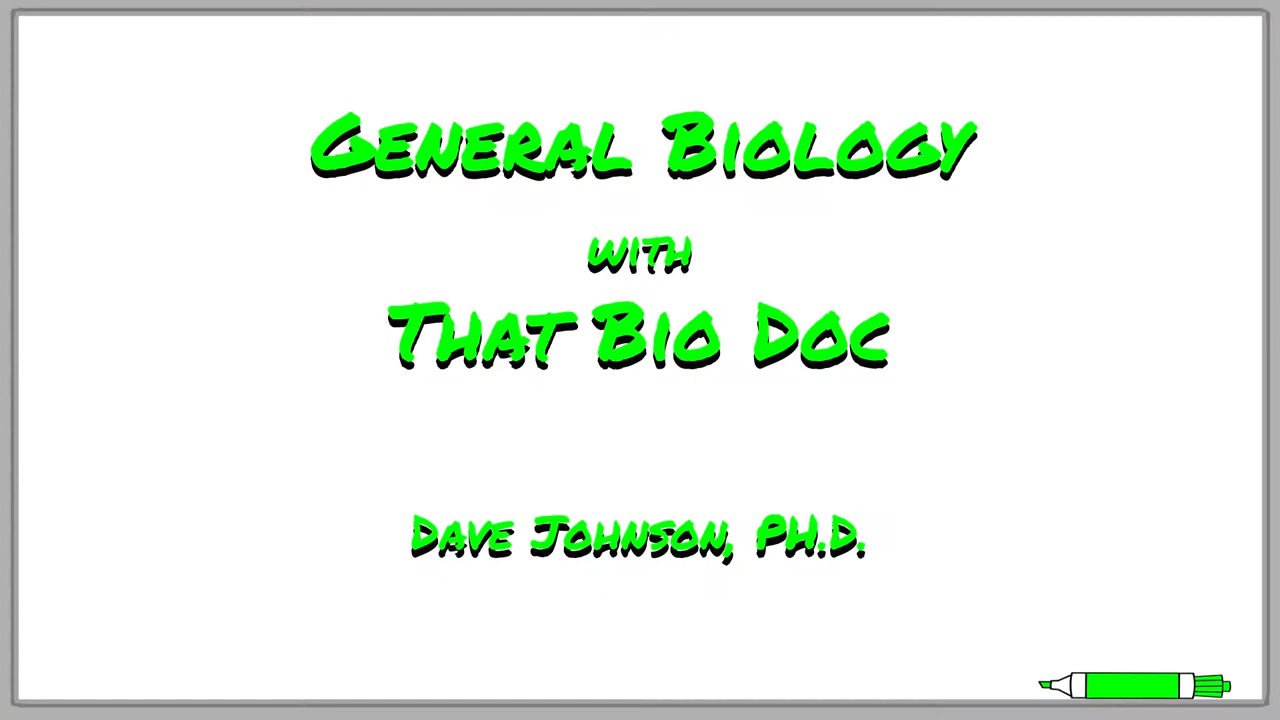 General Biology
with
That Bio Doc
Dave Johnson, PH.D.